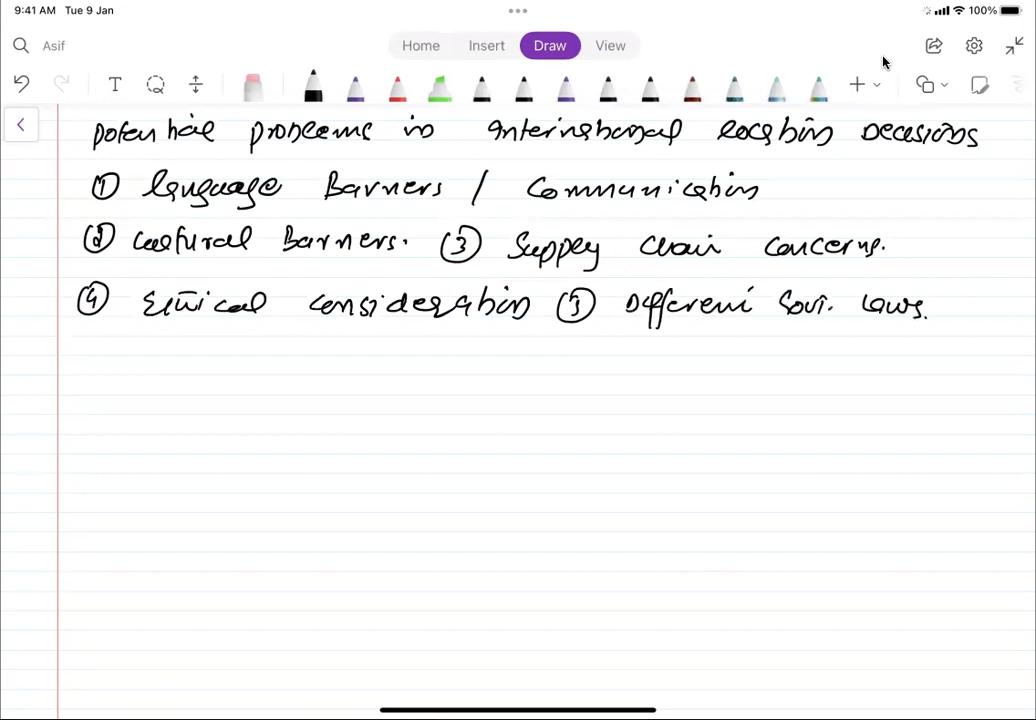 9:41 AM Tue 9 Jan
100%
Asif
Home Insert Draw View
potential problems in International location Decisions
① language Barriers / Communication
② cultural Barriers. ③ Supply chain concerns.
④ Ethical consideration ⑤ Different Govt. laws.